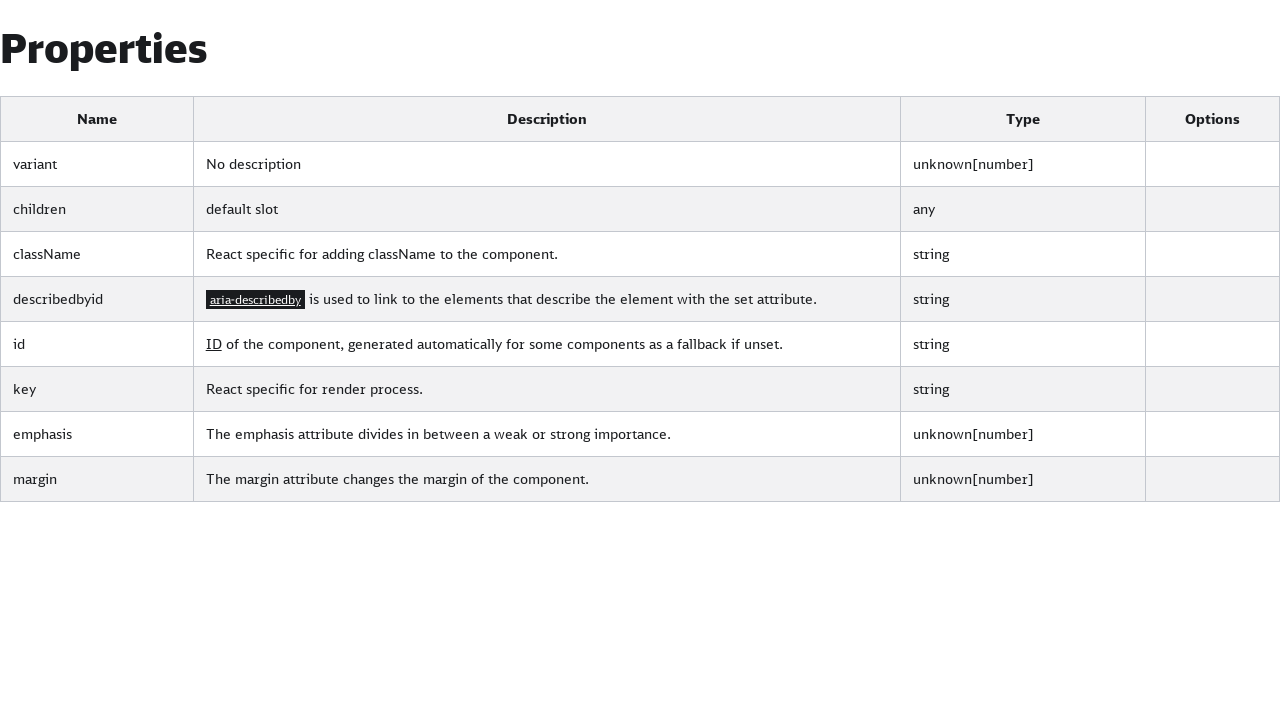 Properties
Name Description Type Options
variant No description unknown[number]
children default slot any
className React specific for adding className to the component. string
describedbyid aria-describedby is used to link to the elements that describe the element with the set attribute. string
id ID of the component, generated automatically for some components as a fallback if unset. string
key React specific for render process. string
emphasis The emphasis attribute divides in between a weak or strong importance. unknown[number]
margin The margin attribute changes the margin of the component. unknown[number]